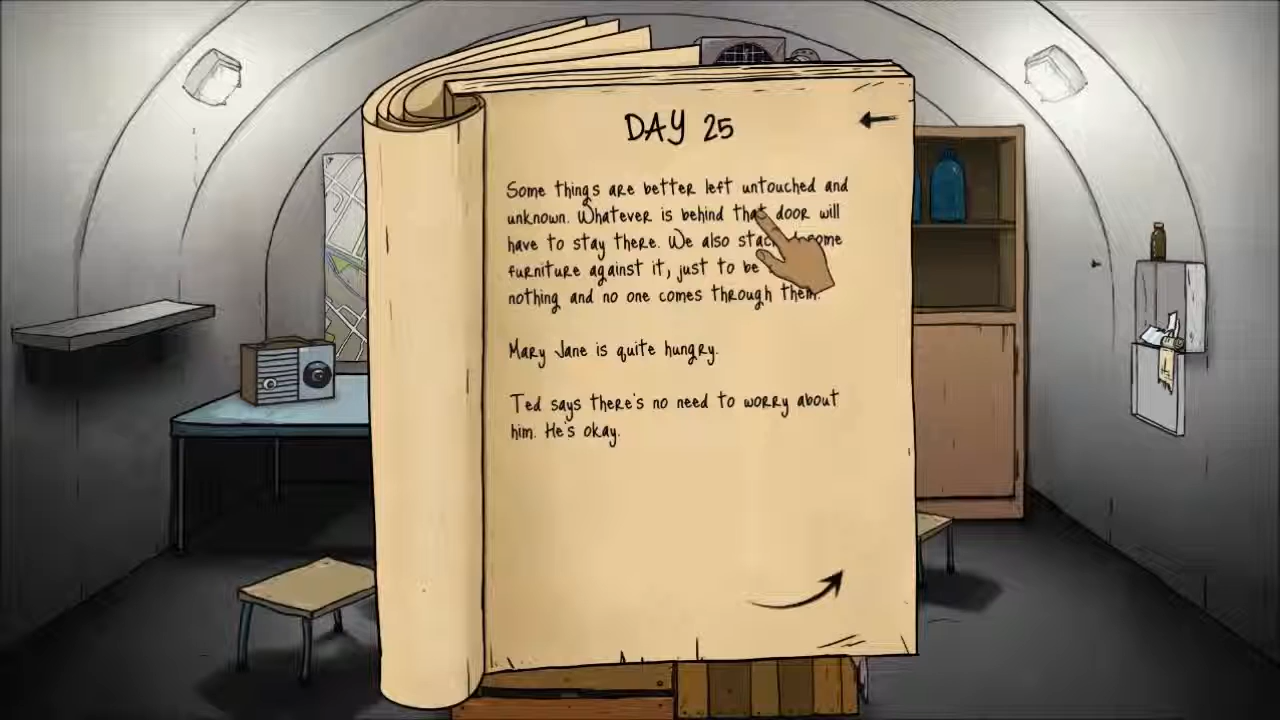 DAY 25
Some things are better left untouched and
unknown. Whatever is behind that door will
have to stay there. We also some
furniture against it, just to be
nothing and no one comes through them.
Mary Jane is quite hungry.
Ted says there's no need to worry about
him. He's okay.